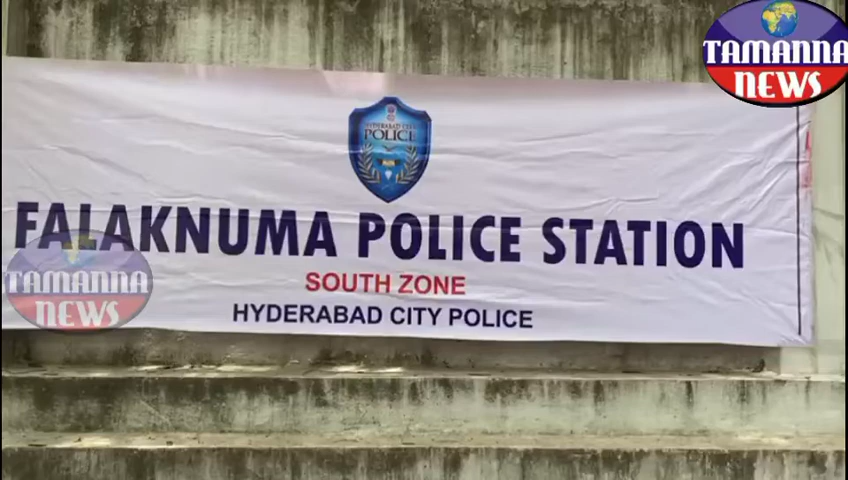 TAMANNA
NEWS
HYDERABAD CITY
POLICE
FALAKNUMA POLICE STATION
TAMANNA
NEWS
SOUTH ZONE
HYDERABAD CITY POLICE